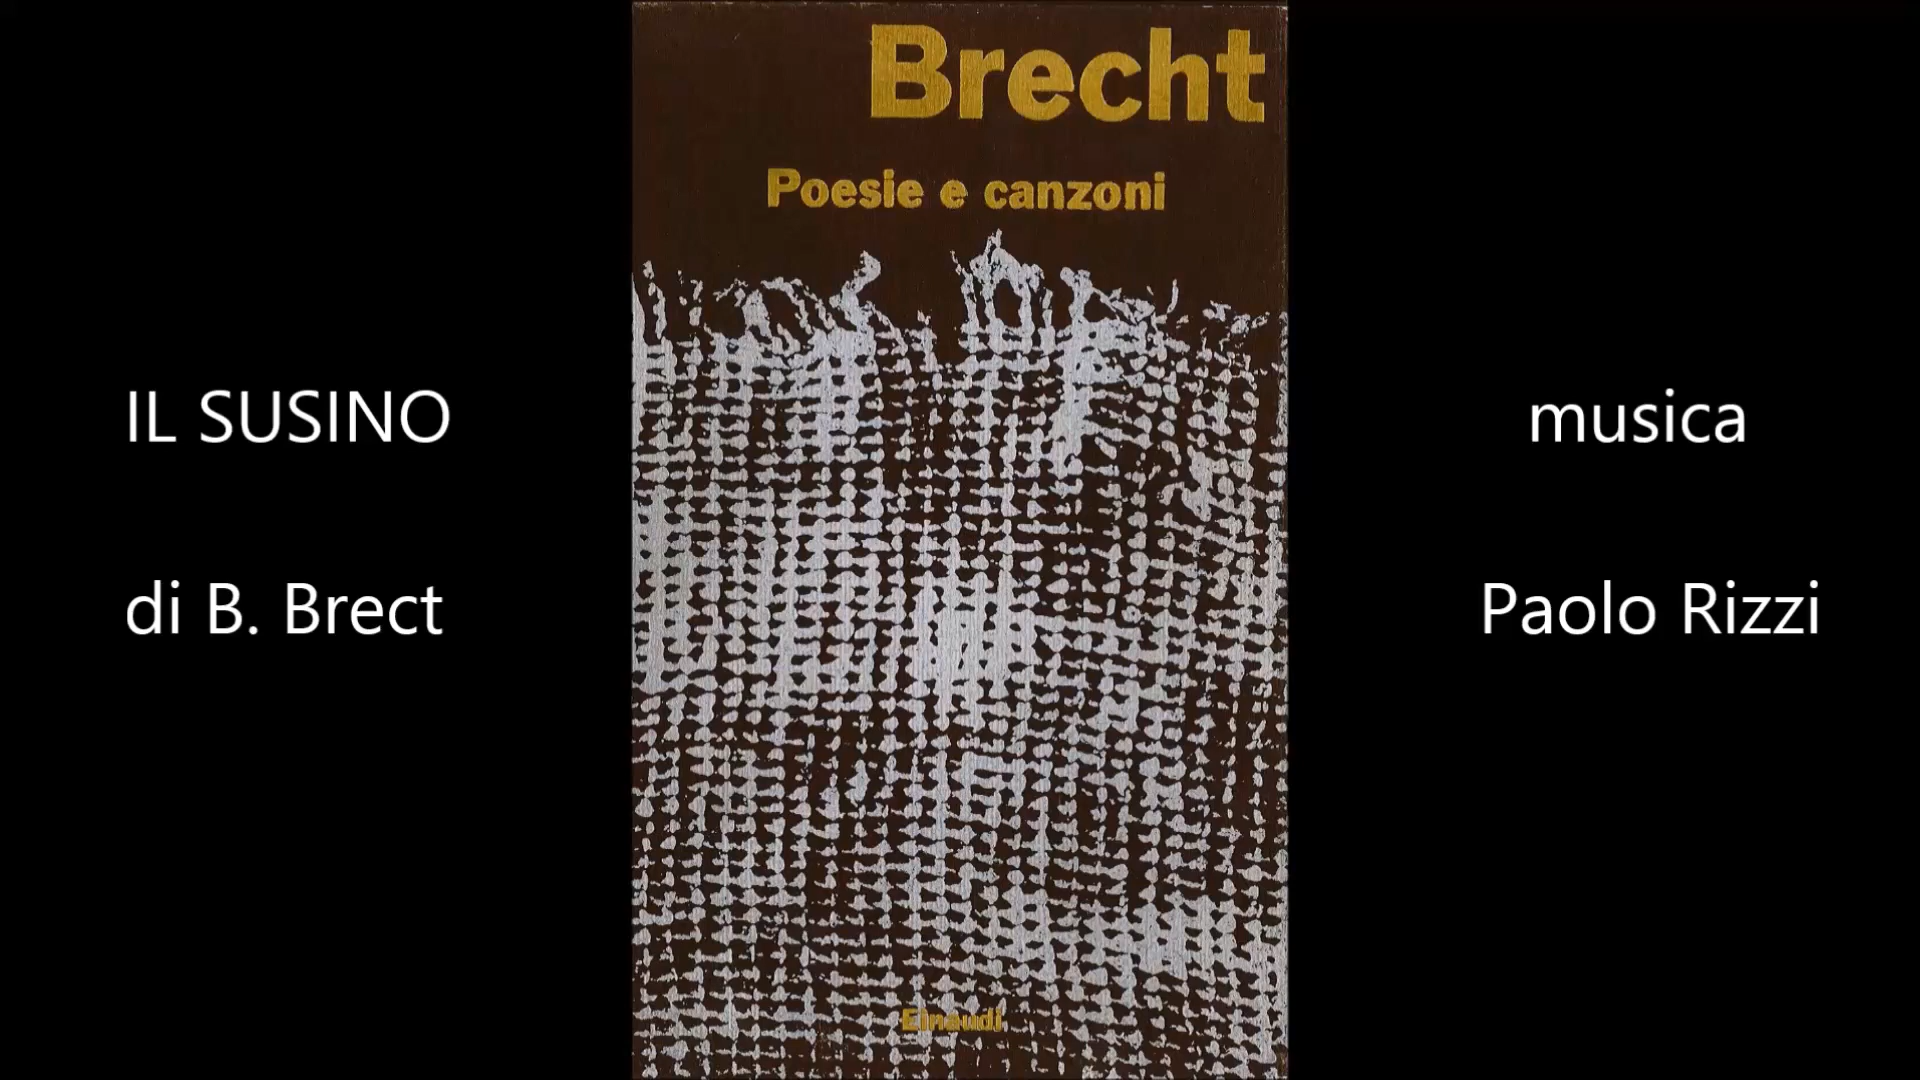 Brecht
Poesie e canzoni
IL SUSINO
di B. Brect
musica
Paolo Rizzi
Einaudi